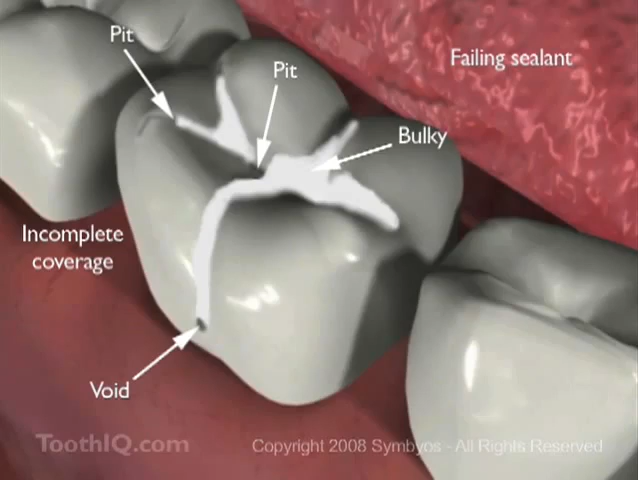 Pit
Failing sealant
Pit
Bulky
Incomplete
coverage
Void
ToothIQ.com
Copyright 2008 Symbyos - All Rights Reserved